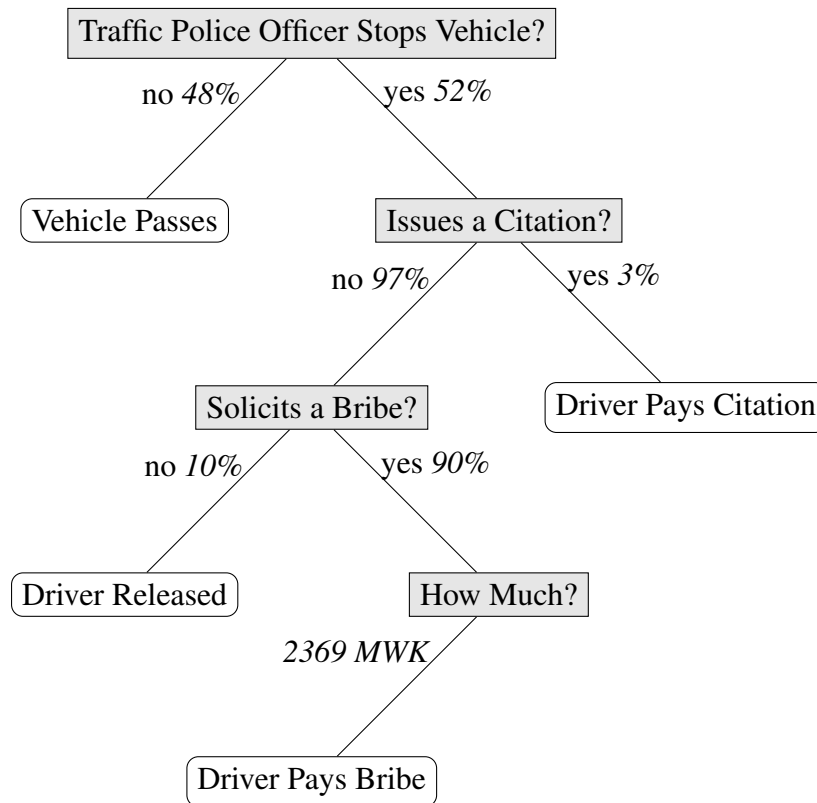 Traffic Police Officer Stops Vehicle?
no 48%
yes 52%
Vehicle Passes
Issues a Citation?
no 97%
yes 3%
Solicits a Bribe?
Driver Pays Citation
no 10%
yes 90%
Driver Released
How Much?
2369 MWK
Driver Pays Bribe